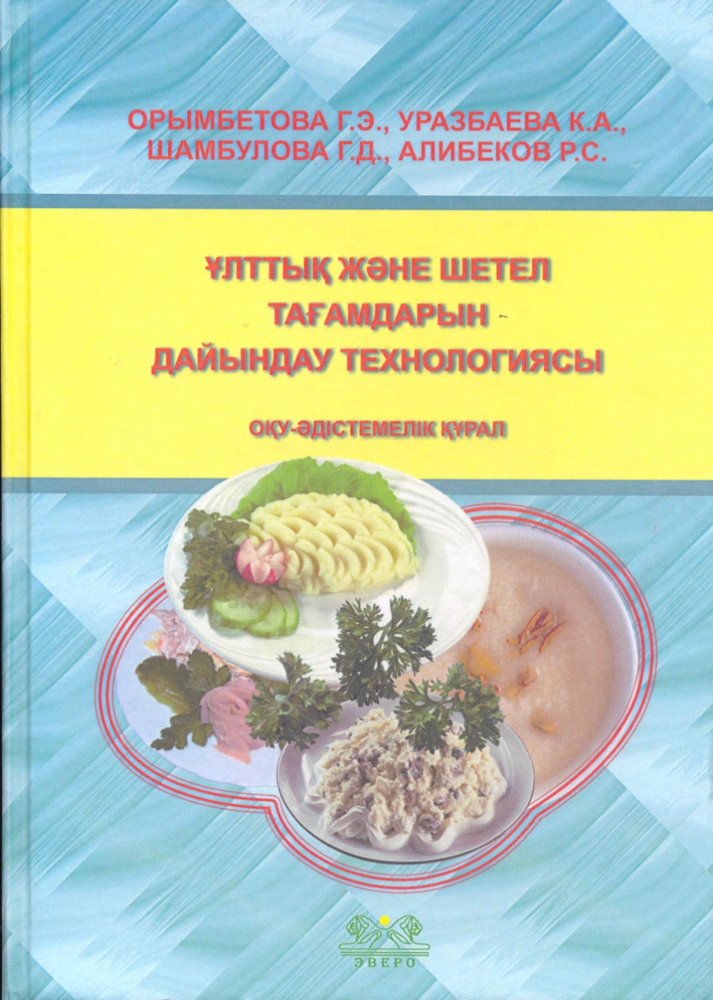 ОРЫМБЕТОВА Г.Э., УРАЗБАЕВА К.А.,
ШАМБУЛОВА Г.Д., АЛИБЕКОВ Р.С.
ҰЛТТЫҚ ЖӘНЕ ШЕТЕЛ
ТАҒАМДАРЫН
ДАЙЫНДАУ ТЕХНОЛОГИЯСЫ
ОҚУ-ӘДІСТЕМЕЛІК ҚҰРАЛ
ЭВЕРО